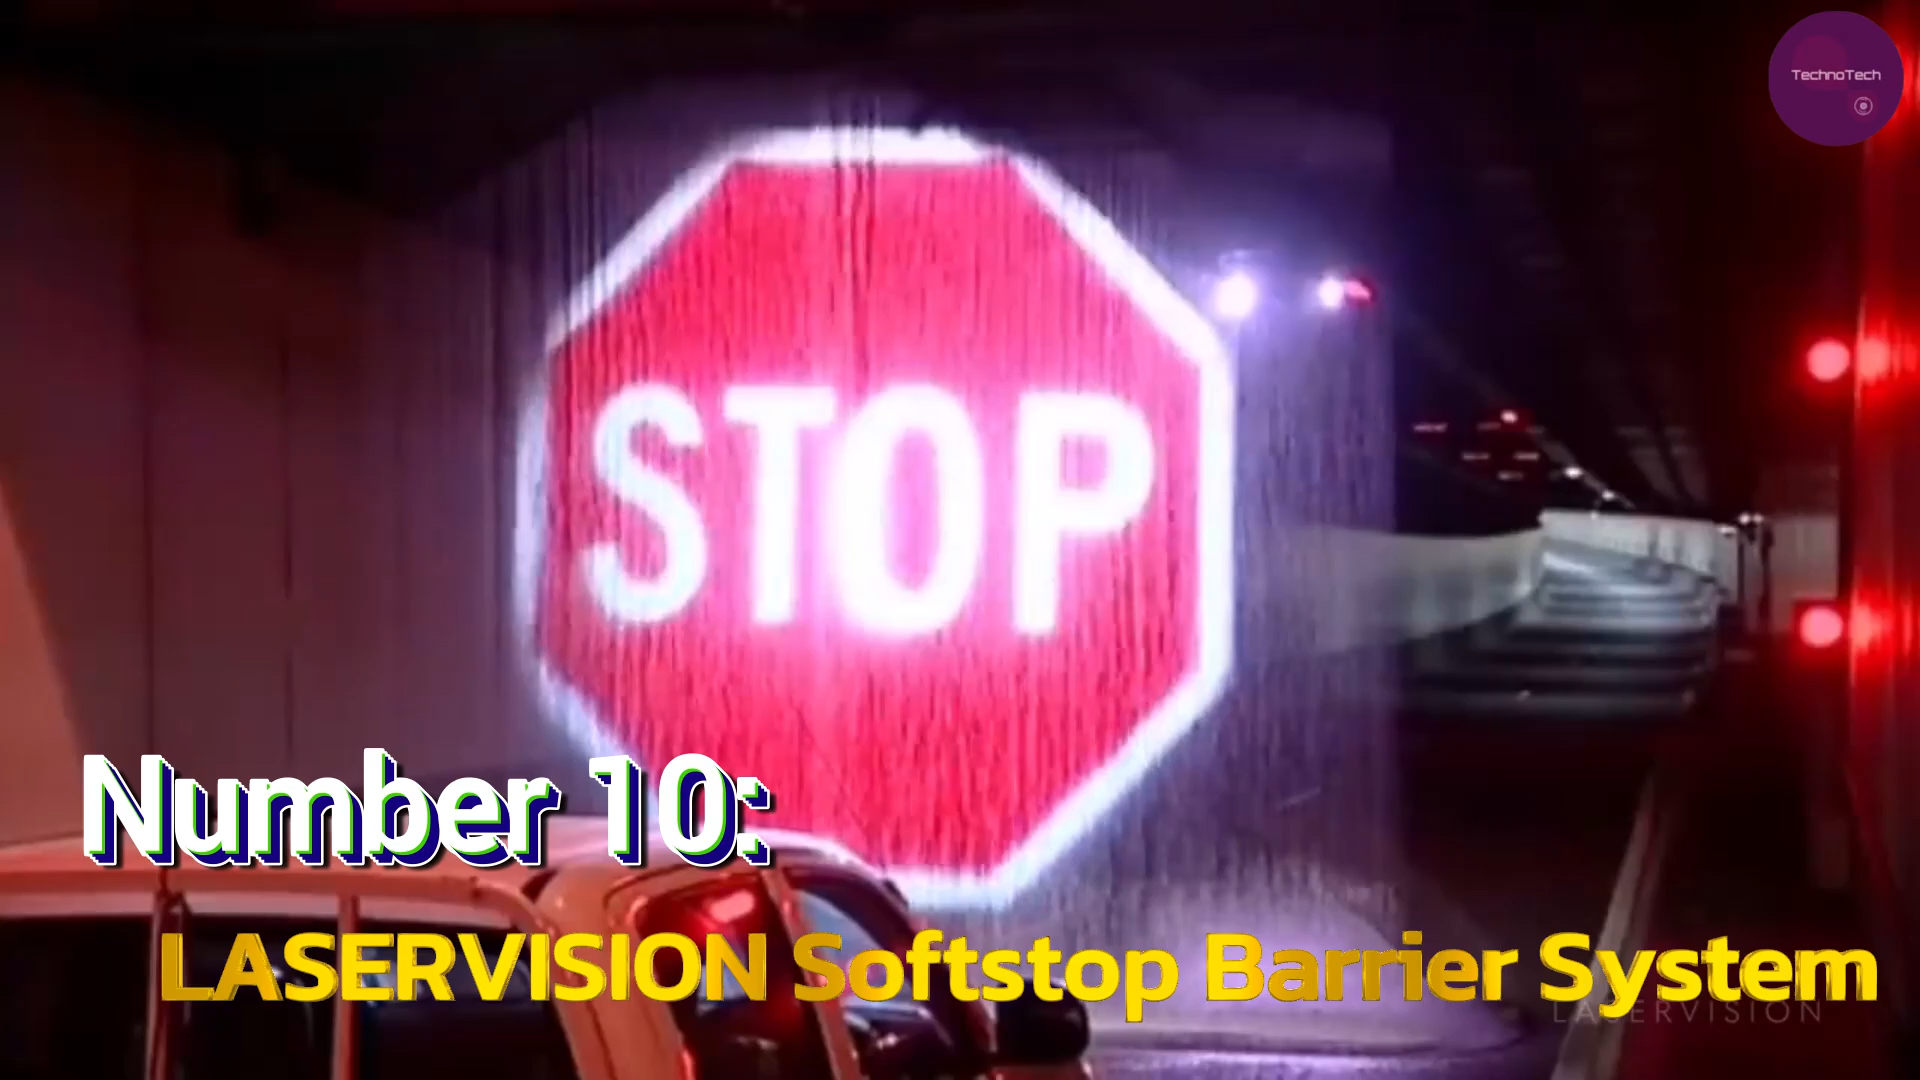 TechnoTech
STOP
Number 10:
LASERVISION Softstop Barrier System
LASERVISION